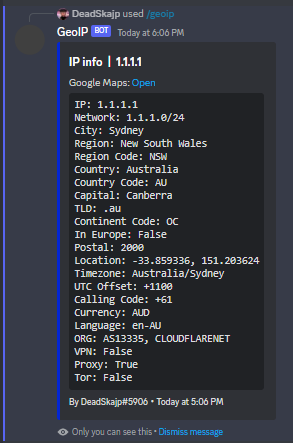 DeadSkajp used /geoip
GeoIP BOT Today at 6:06 PM
IP info | 1.1.1.1
Google Maps: Open
IP: 1.1.1.1
Network: 1.1.1.0/24
City: Sydney
Region: New South Wales
Region Code: NSW
Country: Australia
Country Code: AU
Capital: Canberra
TLD: .au
Continent Code: OC
In Europe: False
Postal: 2000
Location: -33.859336, 151.203624
Timezone: Australia/Sydney
UTC Offset: +1100
Calling Code: +61
Currency: AUD
Language: en-AU
ORG: AS13335, CLOUDFLARENET
VPN: False
Proxy: True
Tor: False
By DeadSkajp#5906 • Today at 5:06 PM
Only you can see this • Dismiss message